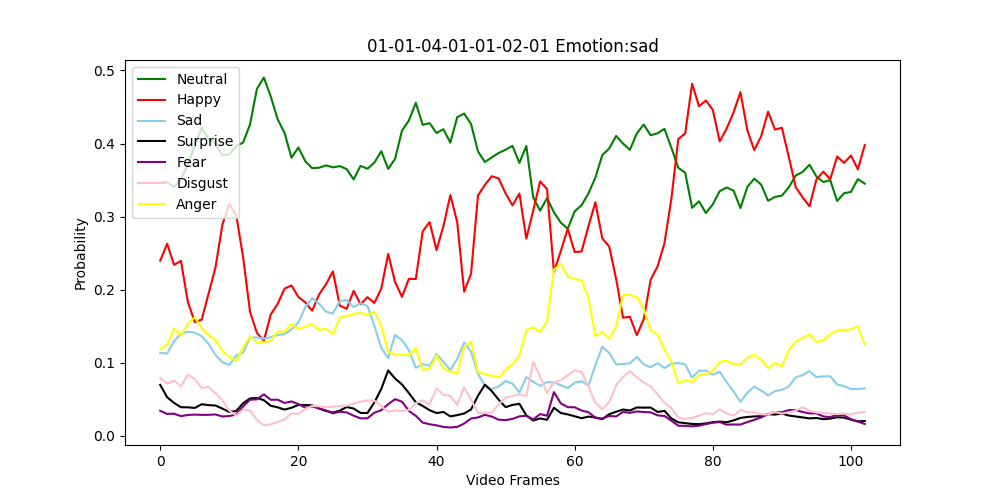 01-01-04-01-01-02-01 Emotion:sad
Neutral
Happy
Sad
Surprise
Fear
Disgust
Anger
Probability
0.5
0.4
0.3
0.2
0.1
0.0
0 20 40 60 80 100
Video Frames